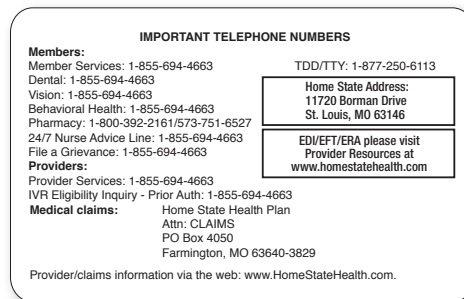 IMPORTANT TELEPHONE NUMBERS
Members:
Member Services: 1-855-694-4663
Dental: 1-855-694-4663
Vision: 1-855-694-4663
Behavioral Health: 1-855-694-4663
Pharmacy: 1-800-392-2161/573-751-6527
24/7 Nurse Advice Line: 1-855-694-4663
File a Grievance: 1-855-694-4663
TDD/TTY: 1-877-250-6113
Home State Address:
11720 Borman Drive
St. Louis, MO 63146
EDI/EFT/ERA please visit
Provider Resources at
www.homestatehealth.com
Providers:
Provider Services: 1-855-694-4663
IVR Eligibility Inquiry - Prior Auth: 1-855-694-4663
Medical claims: Home State Health Plan
Attn: CLAIMS
PO Box 4050
Farmington, MO 63640-3829
Provider/claims information via the web: www.HomeStateHealth.com.